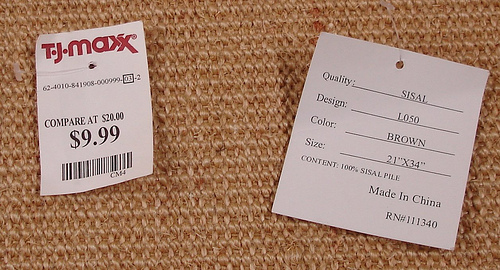 T·J·maxx®
62-4010-841908-000999-03-2
COMPARE AT $20.00
$9.99
CM4
Quality: SISAL
Design: L050
Color: BROWN
Size: 21"X34"
CONTENT: 100% SISAL PILE
Made In China
RN#111340